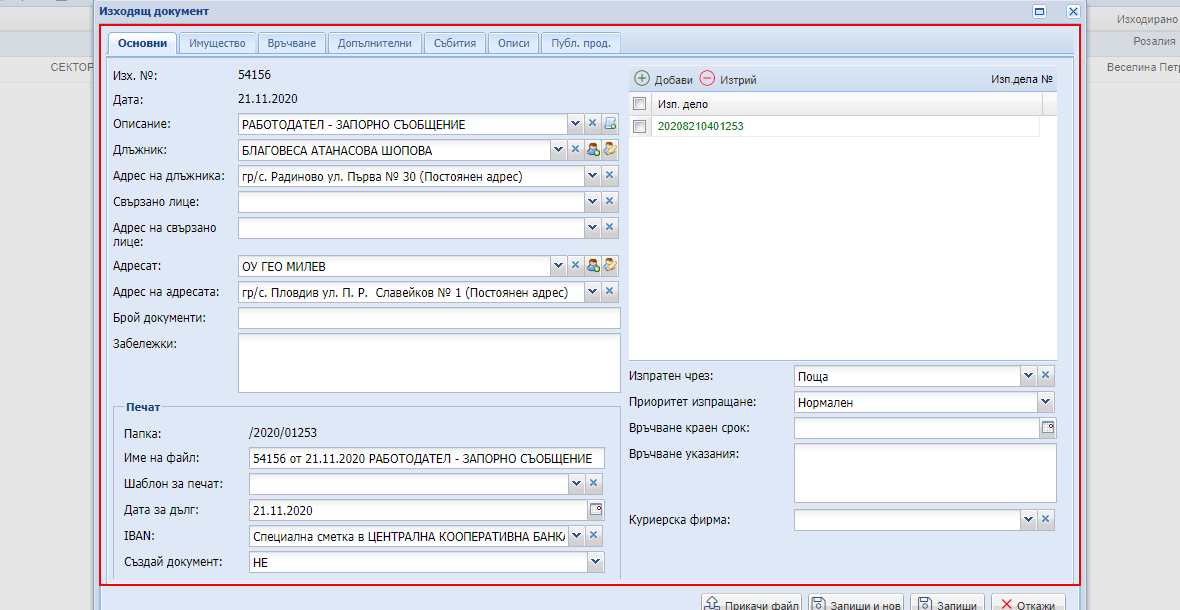 Изходящ документ
Изходирано
Розалия
СЕКТОР
Веселина Петр
Основни
Имущество
Връчване
Допълнителни
Събития
Описи
Публ. прод.
Изх. №: 54156
Дата: 21.11.2020
Описание: РАБОТОДАТЕЛ - ЗАПОРНО СЪОБЩЕНИЕ
Длъжник: БЛАГОВЕСА АТАНАСОВА ШОПОВА
Адрес на длъжника: гр/с. Радиново ул. Първа № 30 (Постоянен адрес)
Свързано лице:
Адрес на свързано
лице:
Адресат: ОУ ГЕО МИЛЕВ
Адрес на адресата: гр/с. Пловдив ул. П. Р. Славейков № 1 (Постоянен адрес)
Брой документи:
Забележки:
Печат
Папка: /2020/01253
Име на файл: 54156 от 21.11.2020 РАБОТОДАТЕЛ - ЗАПОРНО СЪОБЩЕНИЕ
Шаблон за печат:
Дата за дълг: 21.11.2020
IBAN: Специална сметка в ЦЕНТРАЛНА КООПЕРАТИВНА БАНКА
Създай документ: НЕ
Добави
Изтрий
Изп.дела №
Изп. дело
20208210401253
Изпратен чрез: Поща
Приоритет изпращане: Нормален
Връчване краен срок:
Връчване указания:
Куриерска фирма:
Прикачи файл
Запиши и нов
Запиши
Откажи